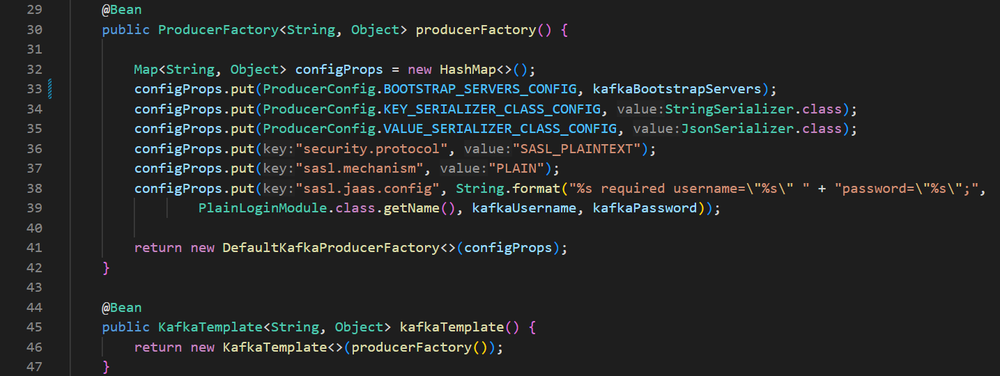 29 @Bean
30 public ProducerFactory<String, Object> producerFactory() {
31
32 Map<String, Object> configProps = new HashMap<>();
33 configProps.put(ProducerConfig.BOOTSTRAP_SERVERS_CONFIG, kafkaBootstrapServers);
34 configProps.put(ProducerConfig.KEY_SERIALIZER_CLASS_CONFIG, value:StringSerializer.class);
35 configProps.put(ProducerConfig.VALUE_SERIALIZER_CLASS_CONFIG, value:JsonSerializer.class);
36 configProps.put(key:"security.protocol", value:"SASL_PLAINTEXT");
37 configProps.put(key:"sasl.mechanism", value:"PLAIN");
38 configProps.put(key:"sasl.jaas.config", String.format("%s required username=\"%s\" " + "password=\"%s\";",
39 PlainLoginModule.class.getName(), kafkaUsername, kafkaPassword));
40
41 return new DefaultKafkaProducerFactory<>(configProps);
42 }
43
44 @Bean
45 public KafkaTemplate<String, Object> kafkaTemplate() {
46 return new KafkaTemplate<>(producerFactory());
47 }